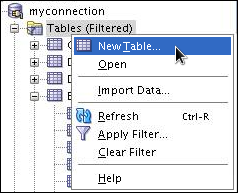 myconnection
Tables (Filtered)
New Table...
Open
Import Data...
Refresh Ctrl-R
Apply Filter...
Clear Filter
Help